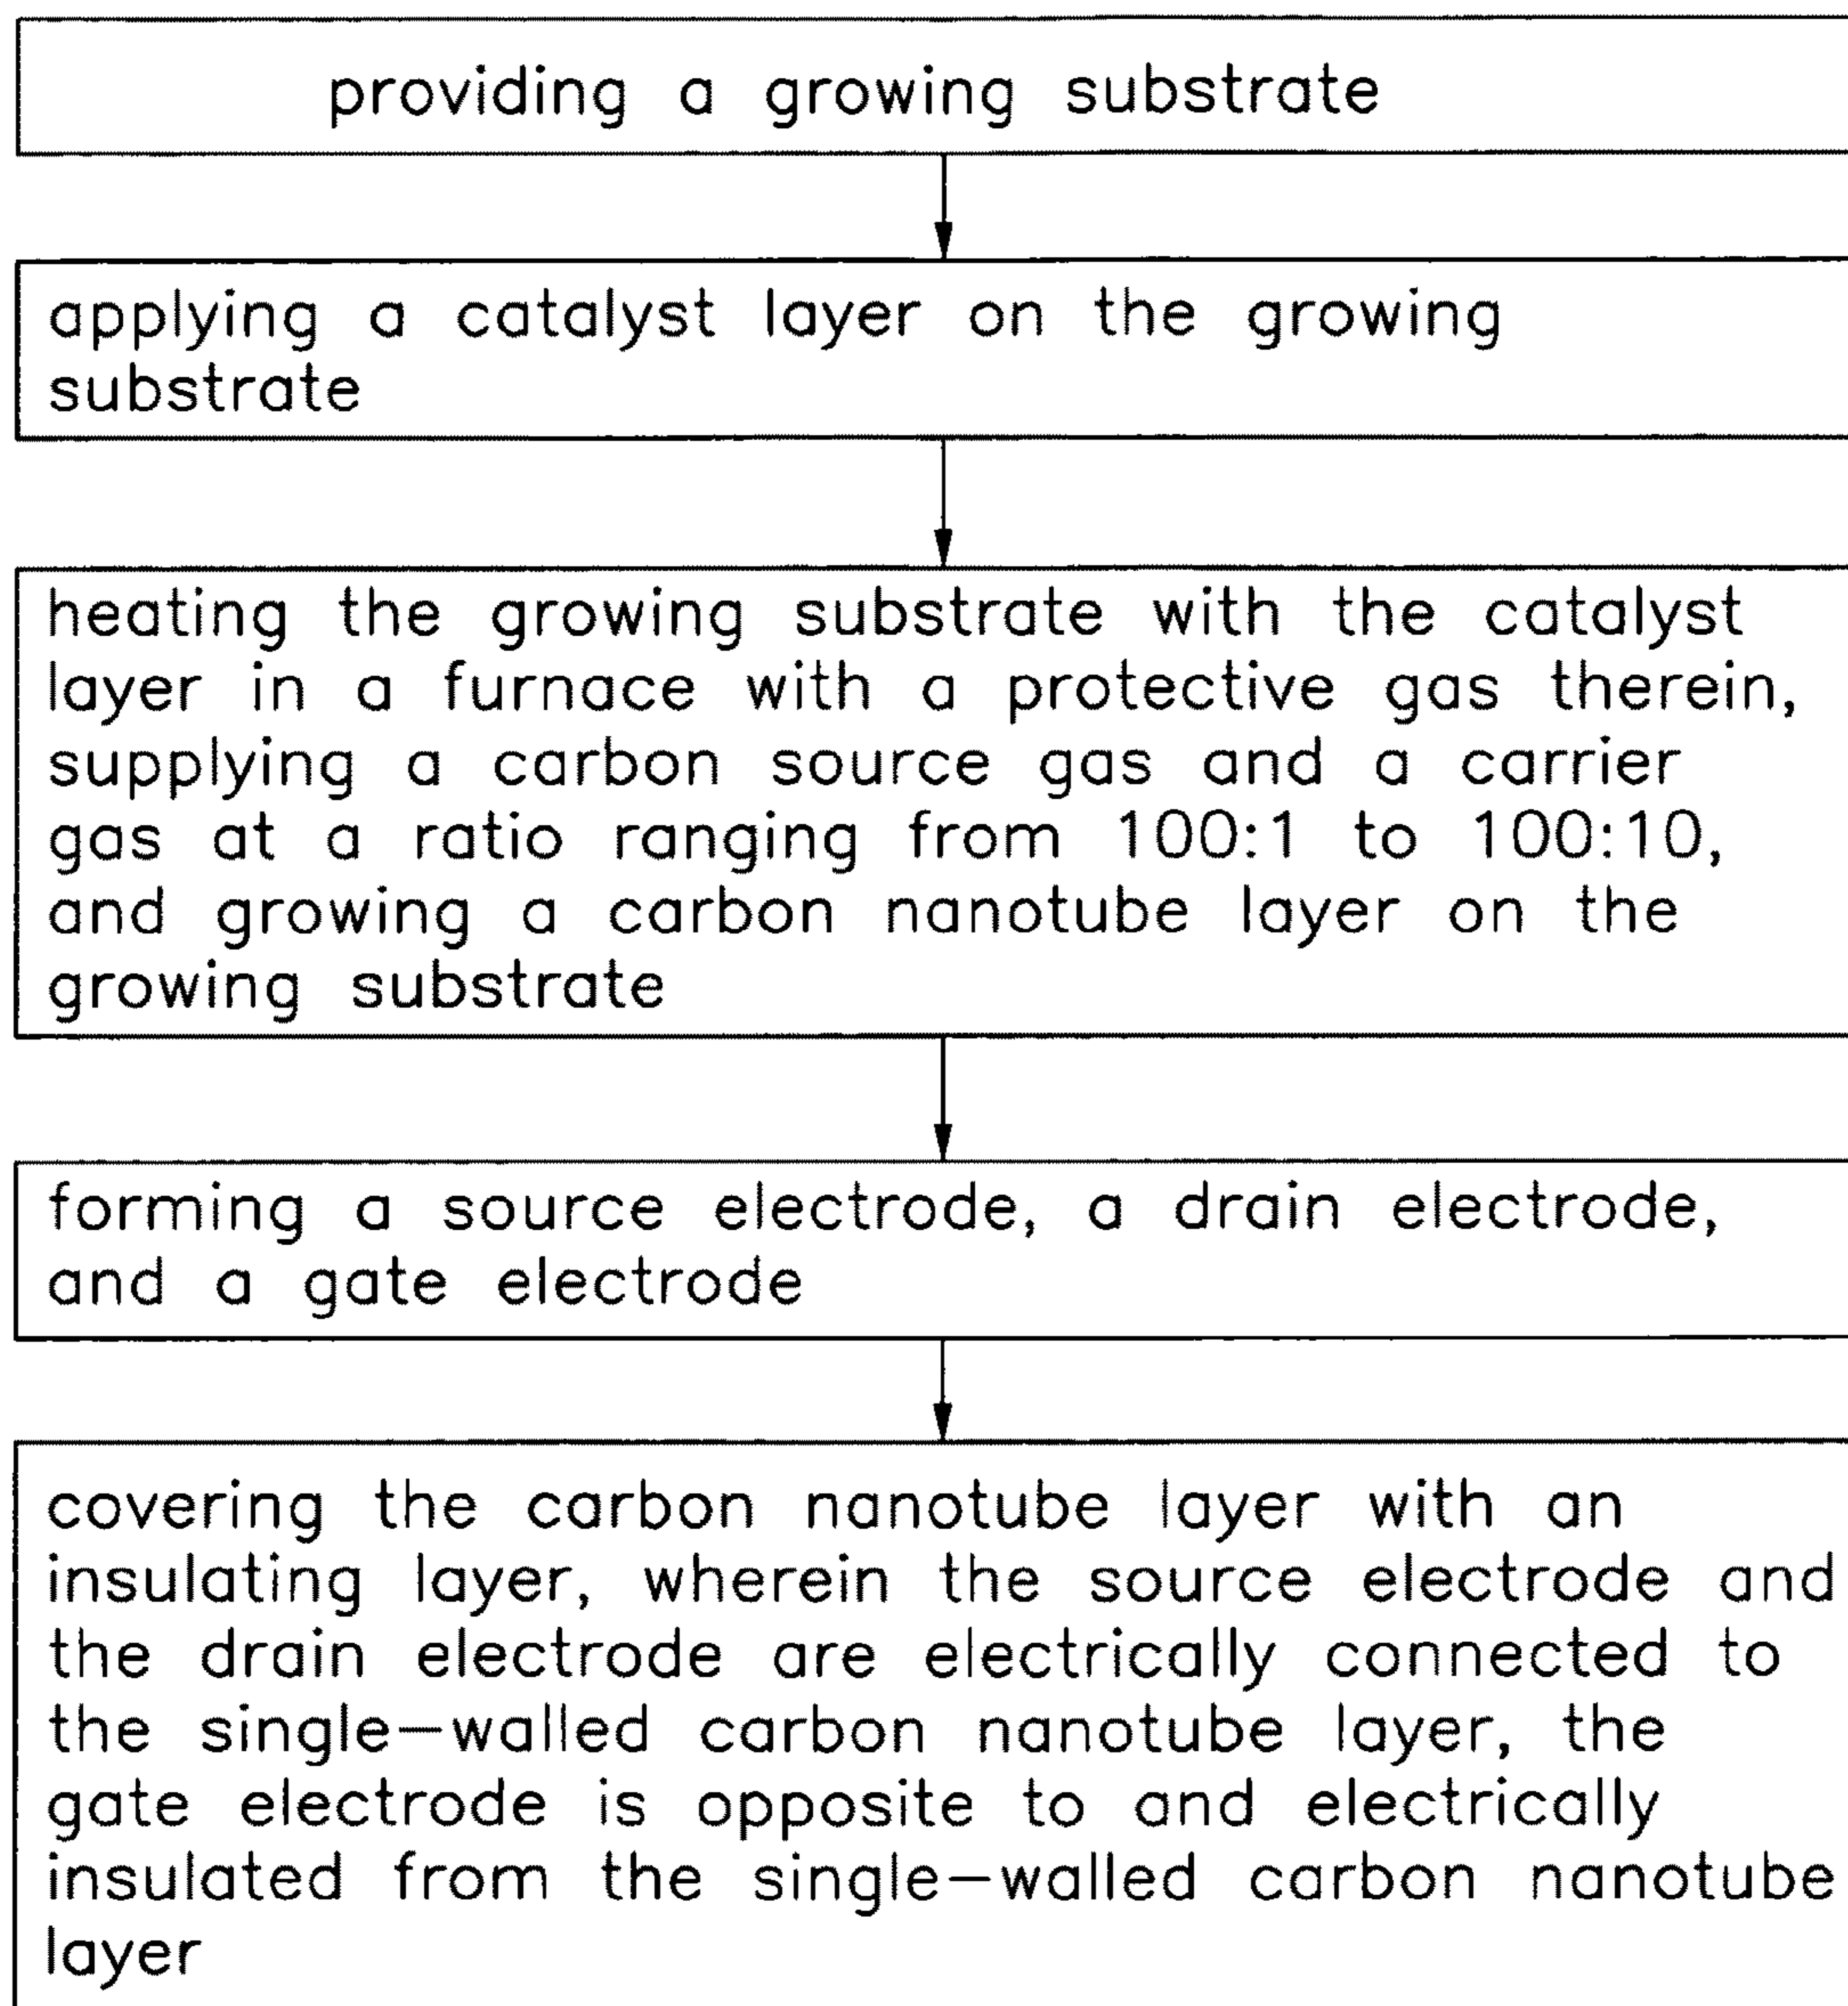 providing a growing substrate
applying a catalyst layer on the growing
substrate
heating the growing substrate with the catalyst
layer in a furnace with a protective gas therein,
supplying a carbon source gas and a carrier
gas at a ratio ranging from 100:1 to 100:10,
and growing a carbon nanotube layer on the
growing substrate
forming a source electrode, a drain electrode,
and a gate electrode
covering the carbon nanotube layer with an
insulating layer, wherein the source electrode and
the drain electrode are electrically connected to
the single-walled carbon nanotube layer, the
gate electrode is opposite to and electrically
insulated from the single-walled carbon nanotube
layer